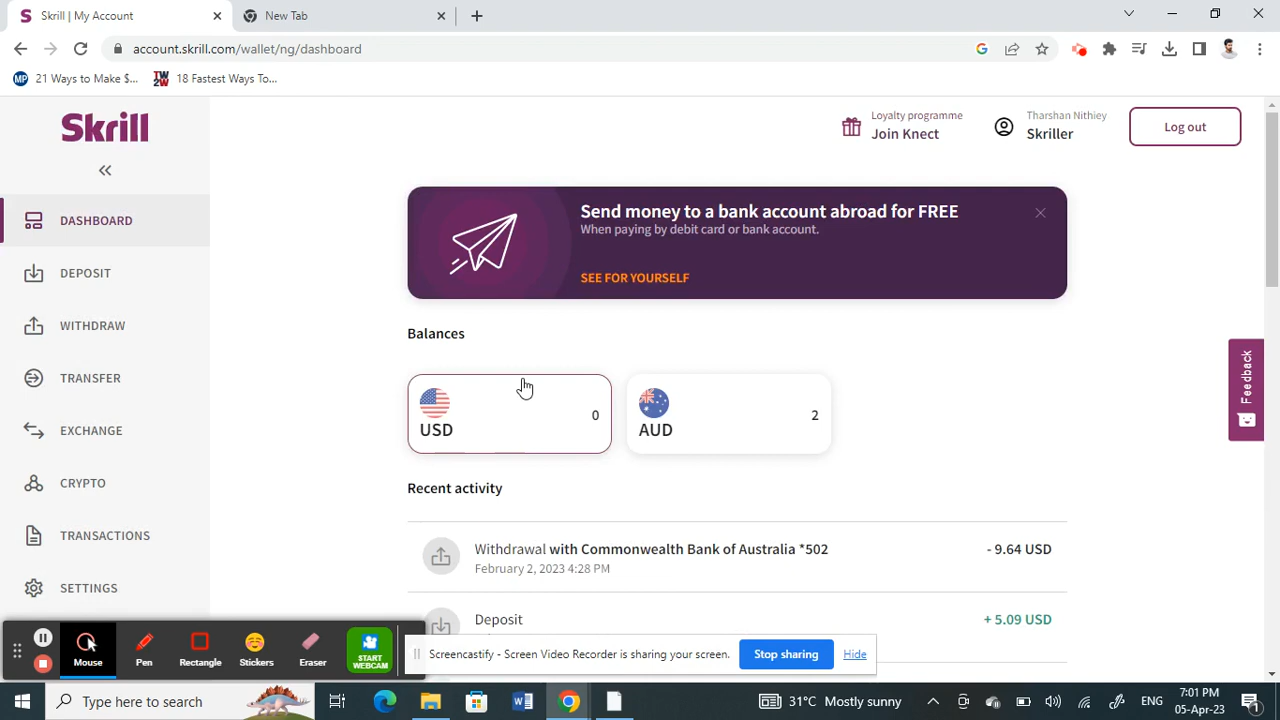 Skrill | My Account
New Tab
account.skrill.com/wallet/ng/dashboard
21 Ways to Make $...
18 Fastest Ways To...
Skrill
Loyalty programme
Join Knect
Tharshan Nithiey
Skriller
Log out
DASHBOARD
DEPOSIT
WITHDRAW
TRANSFER
EXCHANGE
CRYPTO
TRANSACTIONS
SETTINGS
Send money to a bank account abroad for FREE
When paying by debit card or bank account.
SEE FOR YOURSELF
Balances
USD 0
AUD 2
Feedback
Recent activity
Withdrawal with Commonwealth Bank of Australia *502 - 9.64 USD
February 2, 2023 4:28 PM
Deposit + 5.09 USD
Mouse
Pen
Rectangle
Stickers
Eraser
START
WEBCAM
Screencastify - Screen Video Recorder is sharing your screen.
Stop sharing
Hide
Type here to search
31°C Mostly sunny
ENG
7:01 PM
05-Apr-23
1